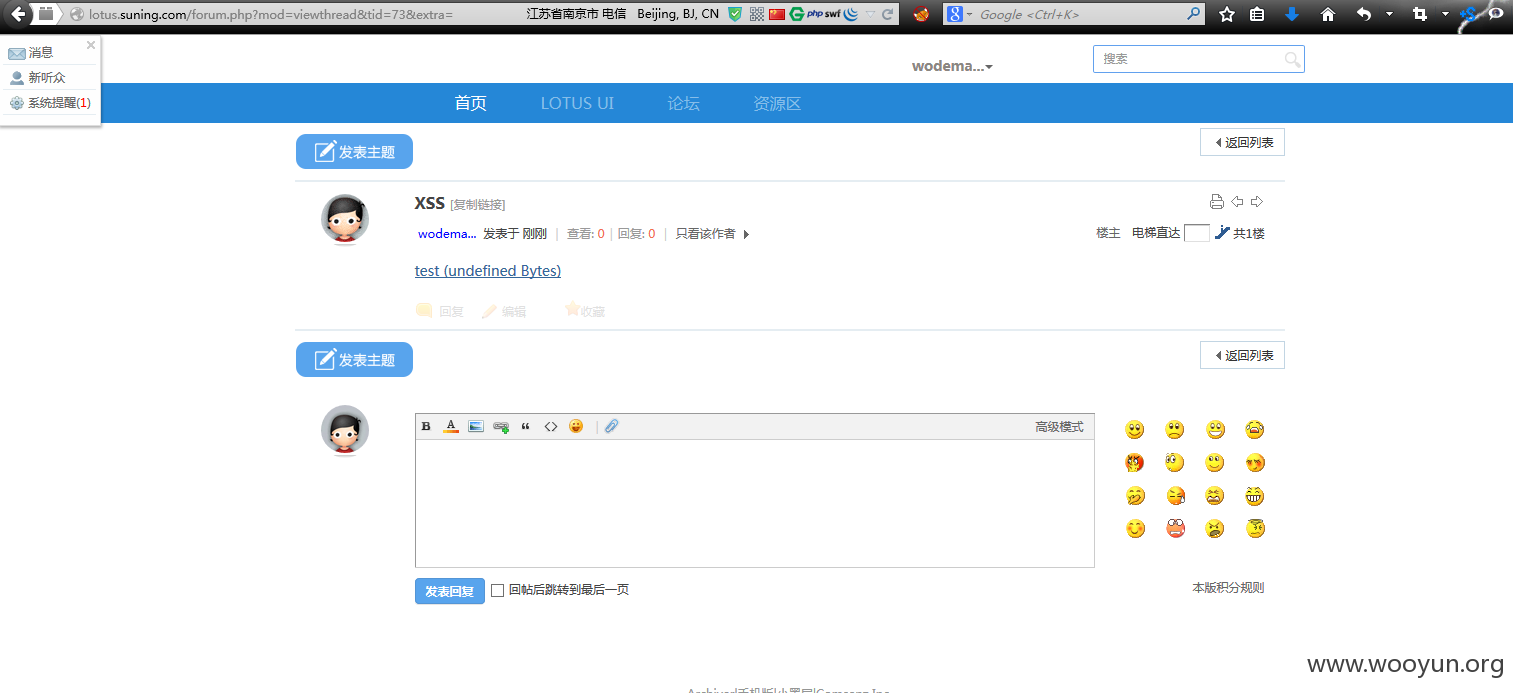 lotus.suning.com/forum.php?mod=viewthread&tid=73&extra= 江苏省南京市 电信 Beijing, BJ, CN php swf Google <Ctrl+K>
消息
新听众
系统提醒(1)
wodema...
搜索
首页 LOTUS UI 论坛 资源区
发表主题 返回列表
XSS [复制链接]
wodema... 发表于 刚刚 | 查看: 0 | 回复: 0 | 只看该作者 楼主 电梯直达 共1楼
test (undefined Bytes)
回复 编辑 收藏
发表主题 返回列表
B A 高级模式
发表回复 回帖后跳转到最后一页 本版积分规则
www.wooyun.org